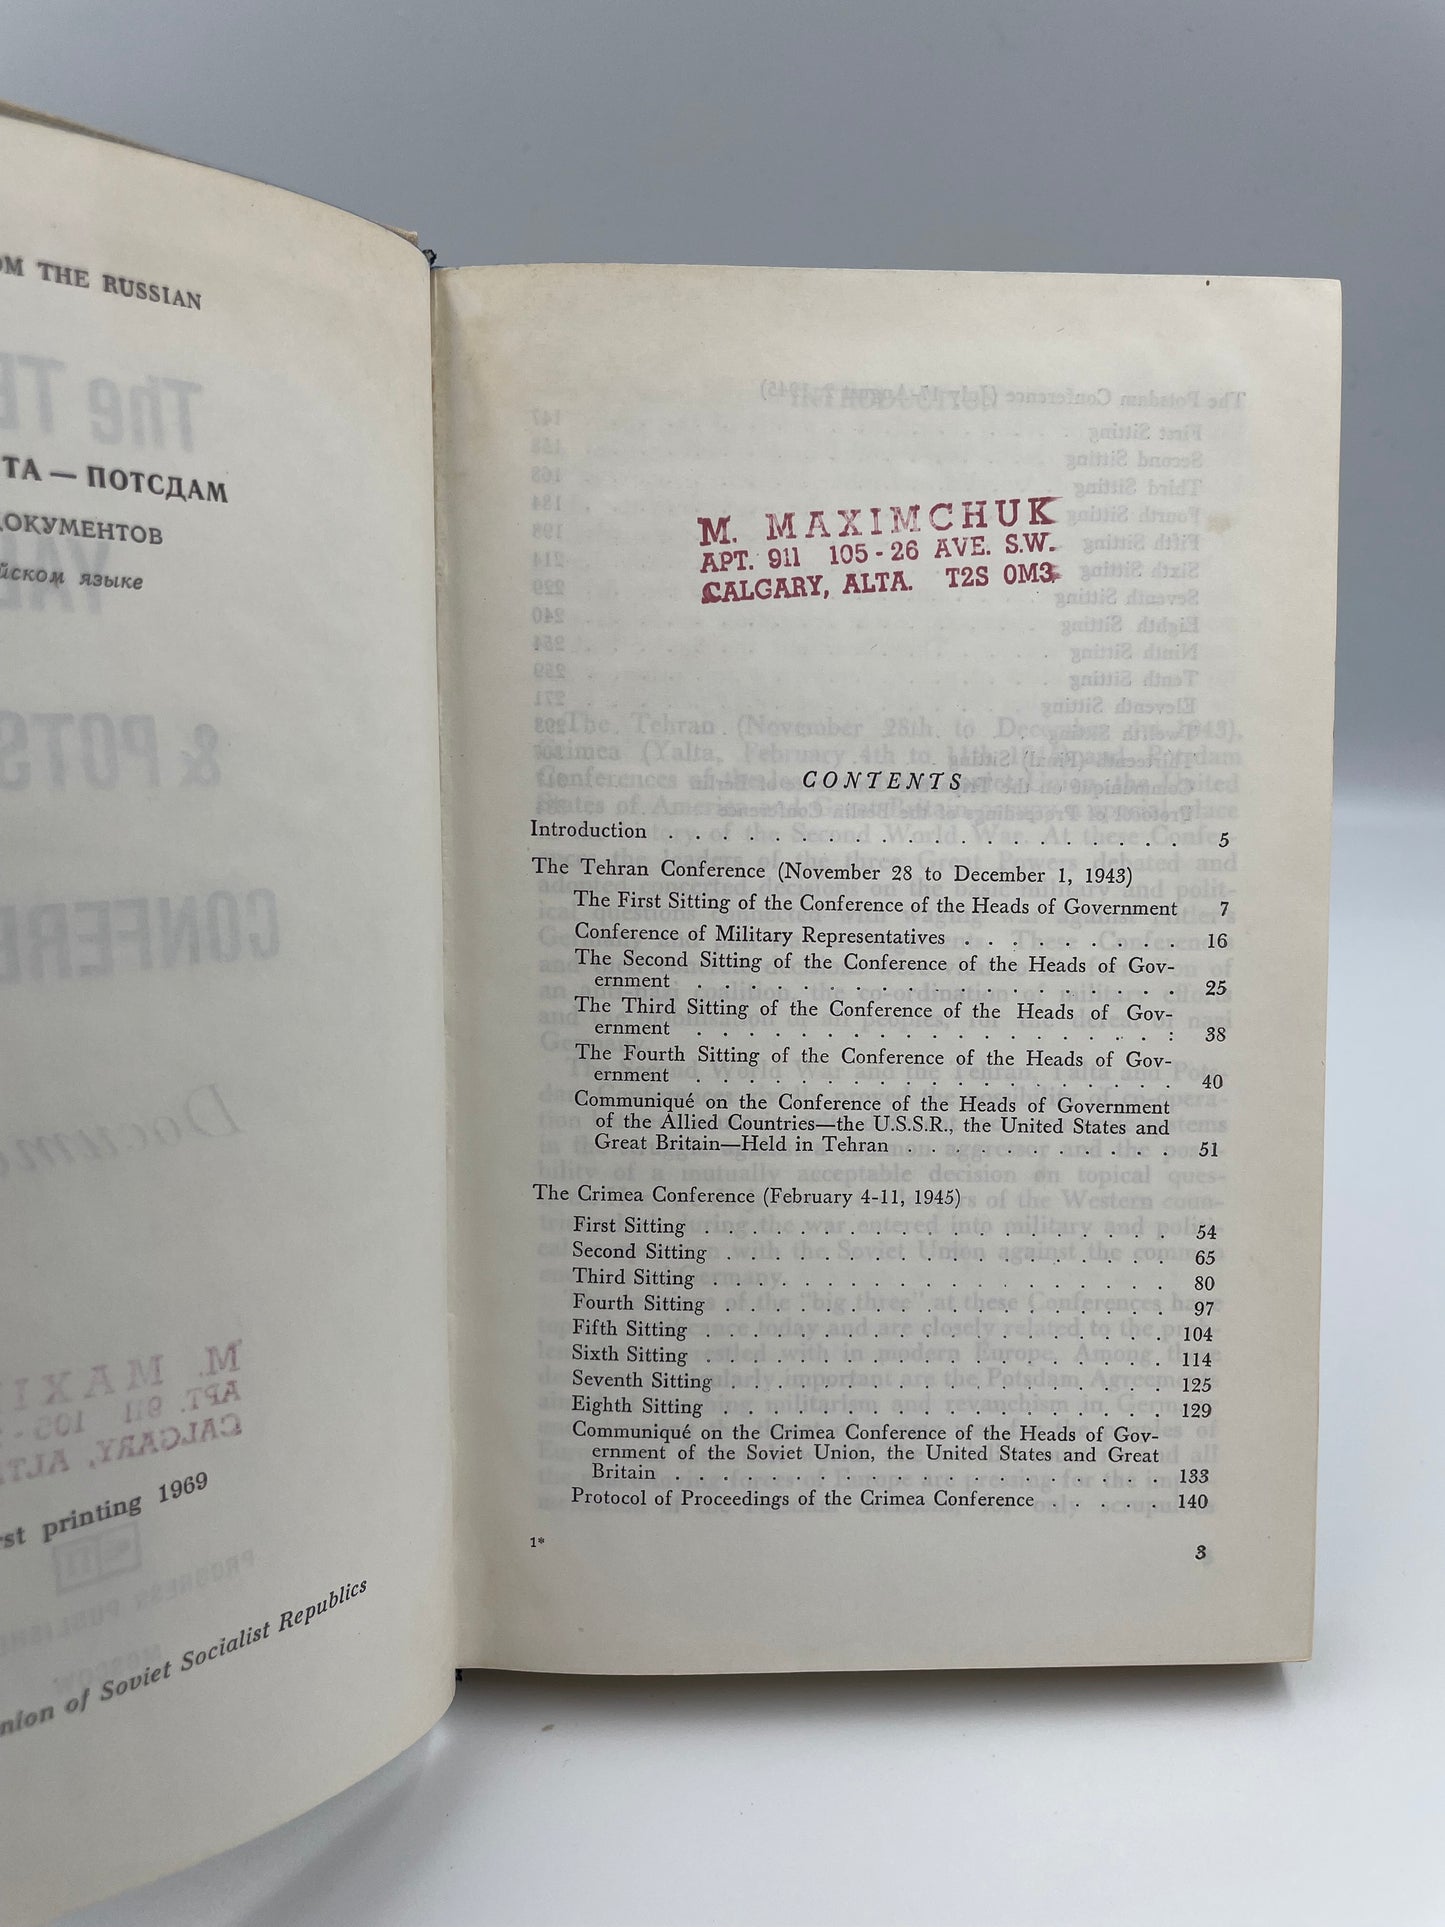 THE RUSSIAN
ТА — ПОТСДАМ
ДОКУМЕНТОВ
языке
printing 1969
of Soviet Socialist Republics
M. MAXIMCHUK
APT. 911 105 - 26 AVE. S.W.
CALGARY, ALTA. T2S 0M3
CONTENTS
Introduction . . . . . . . . . . . . . . . . . . . . 5
The Tehran Conference (November 28 to December 1, 1943)
The First Sitting of the Conference of the Heads of Government 7
Conference of Military Representatives . . . . . . . . . 16
The Second Sitting of the Conference of the Heads of Gov-
ernment . . . . . . . . . . . . . . . . . . 25
The Third Sitting of the Conference of the Heads of Gov-
ernment . . . . . . . . . . . . . . . . . . 38
The Fourth Sitting of the Conference of the Heads of Gov-
ernment . . . . . . . . . . . . . . . . . . 40
Communiqué on the Conference of the Heads of Government
of the Allied Countries—the U.S.S.R., the United States and
Great Britain—Held in Tehran . . . . . . . . . . 51
The Crimea Conference (February 4-11, 1945)
First Sitting . . . . . . . . . . . . . . . . . 54
Second Sitting . . . . . . . . . . . . . . . . . 65
Third Sitting . . . . . . . . . . . . . . . . . 80
Fourth Sitting . . . . . . . . . . . . . . . . . 97
Fifth Sitting . . . . . . . . . . . . . . . . . 104
Sixth Sitting . . . . . . . . . . . . . . . . . 114
Seventh Sitting . . . . . . . . . . . . . . . . 125
Eighth Sitting . . . . . . . . . . . . . . . . . 129
Communiqué on the Crimea Conference of the Heads of Gov-
ernment of the Soviet Union, the United States and Great
Britain . . . . . . . . . . . . . . . . . . 133
Protocol of Proceedings of the Crimea Conference . . . . . 140
1*
3